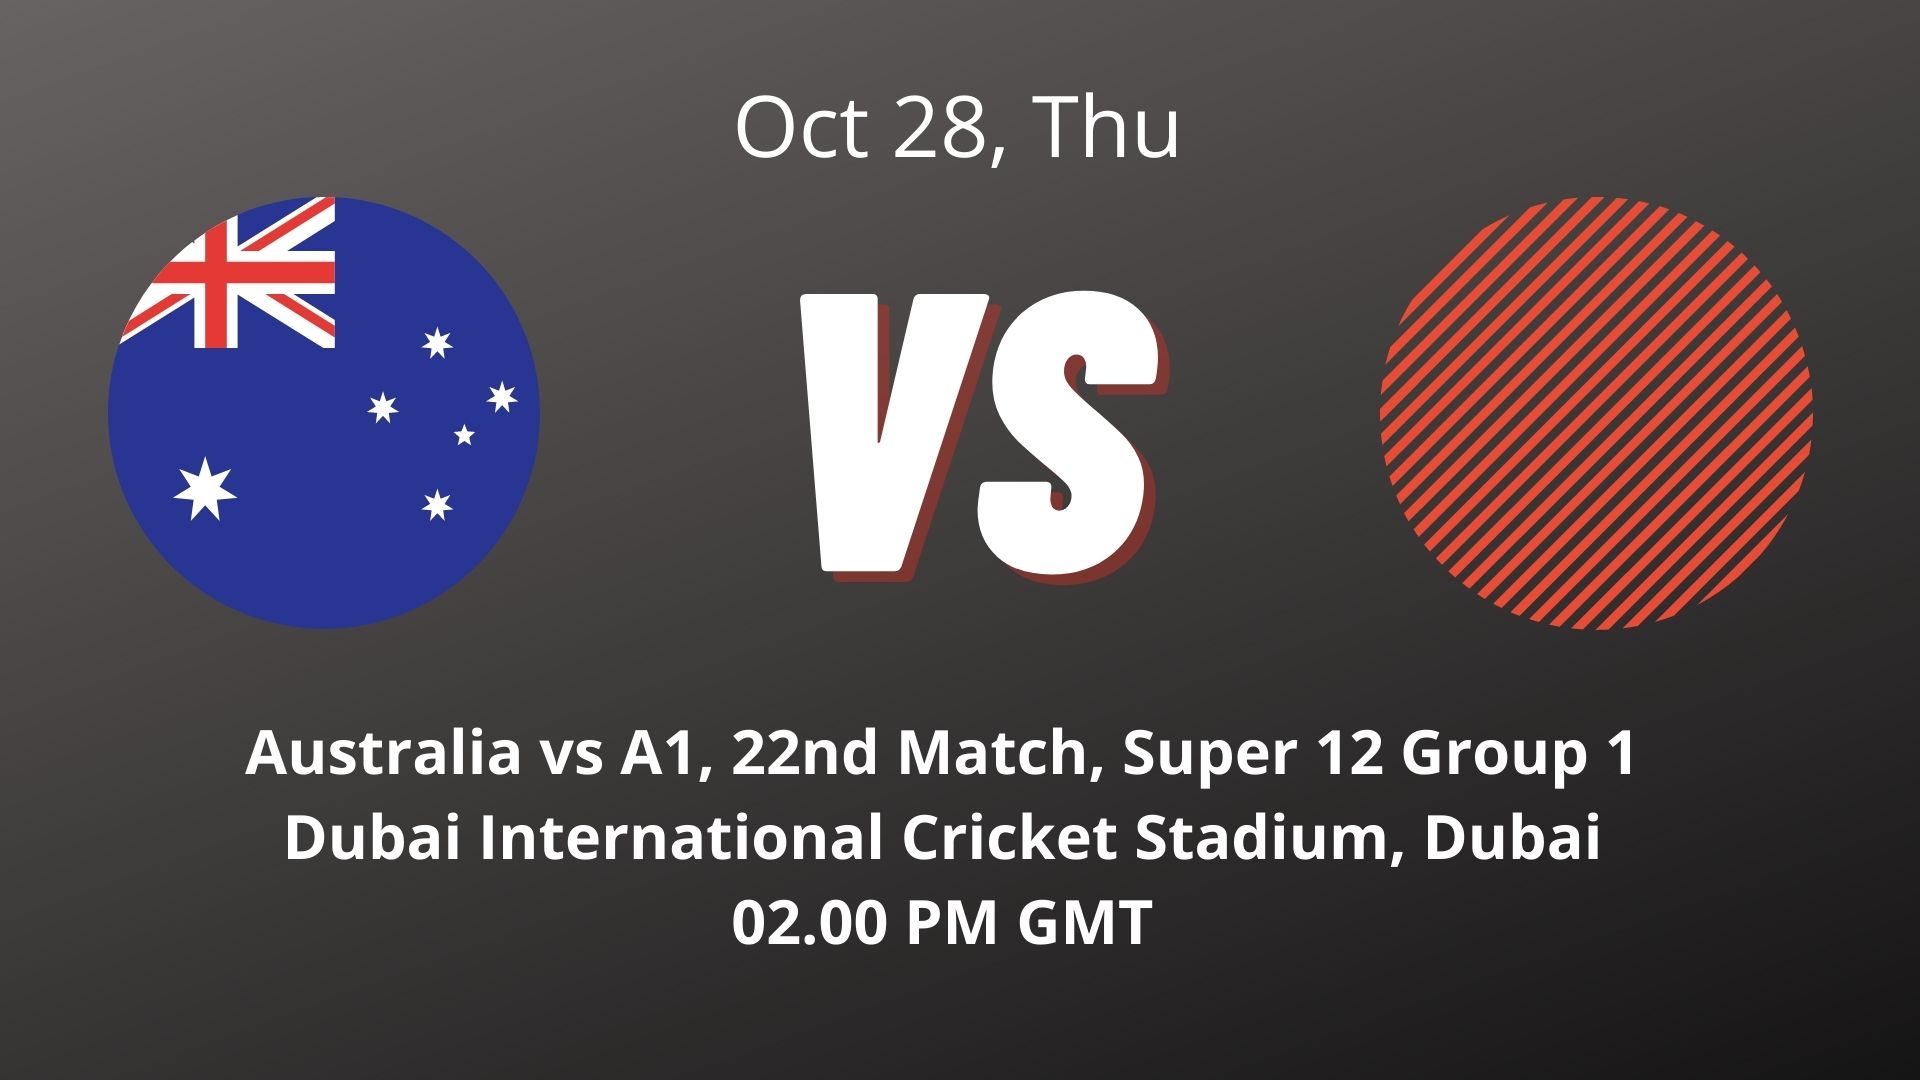 Oct 28, Thu
VS
Australia vs A1, 22nd Match, Super 12 Group 1
Dubai International Cricket Stadium, Dubai
02.00 PM GMT